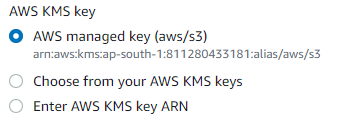 AWS KMS key
AWS managed key (aws/s3)
arn:aws:kms:ap-south-1:811280433181:alias/aws/s3
Choose from your AWS KMS keys
Enter AWS KMS key ARN